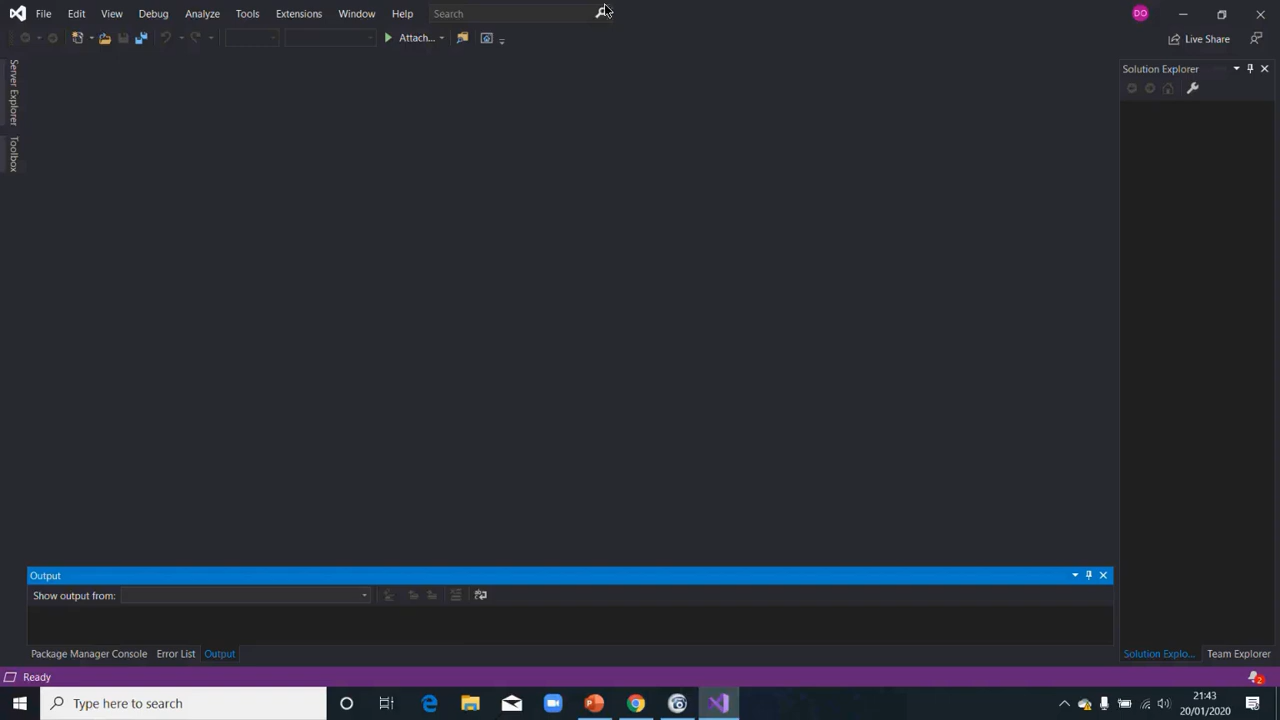 File Edit View Debug Analyze Tools Extensions Window Help Search DO
Attach... Live Share
Server Explorer
Toolbox
Solution Explorer
Output
Show output from:
Package Manager Console Error List Output
Solution Explo... Team Explorer
Ready 2
Type here to search
21:43
20/01/2020
2